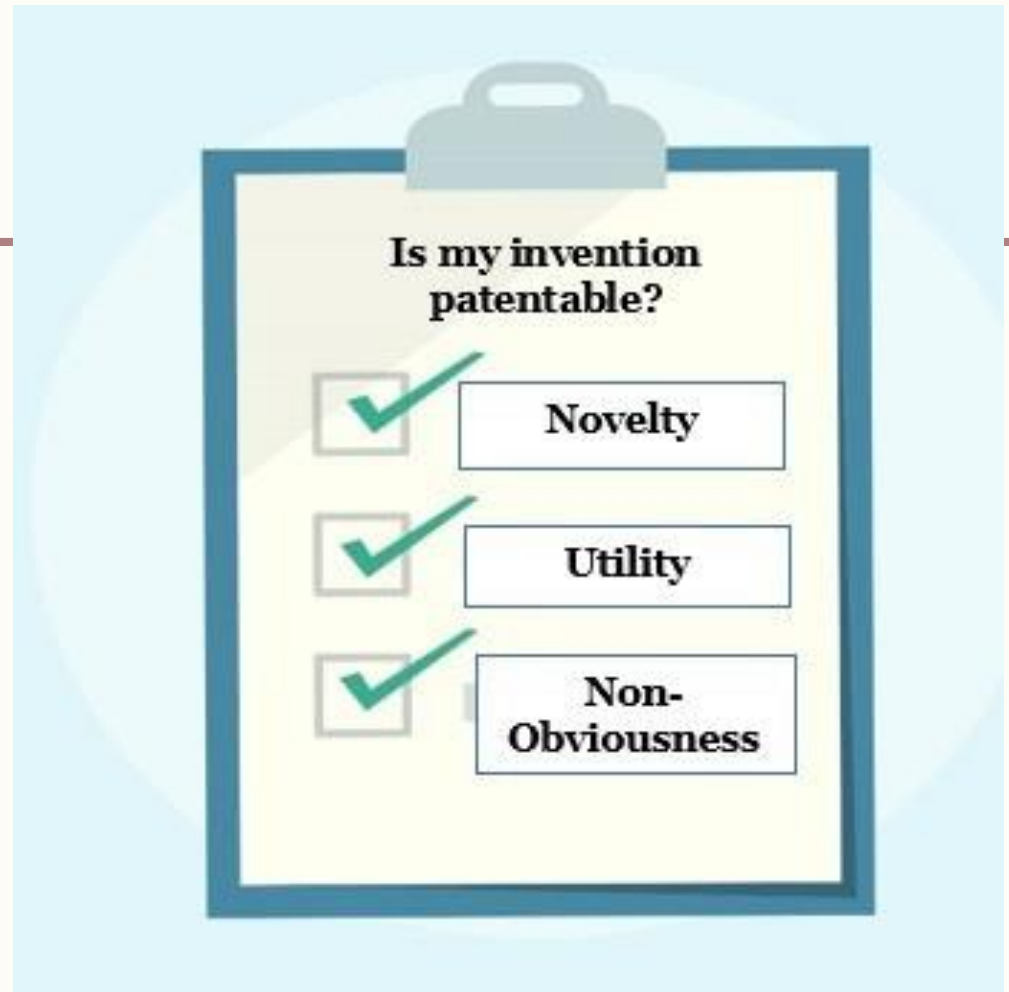 Is my invention
patentable?
Novelty
Utility
Non-
Obviousness